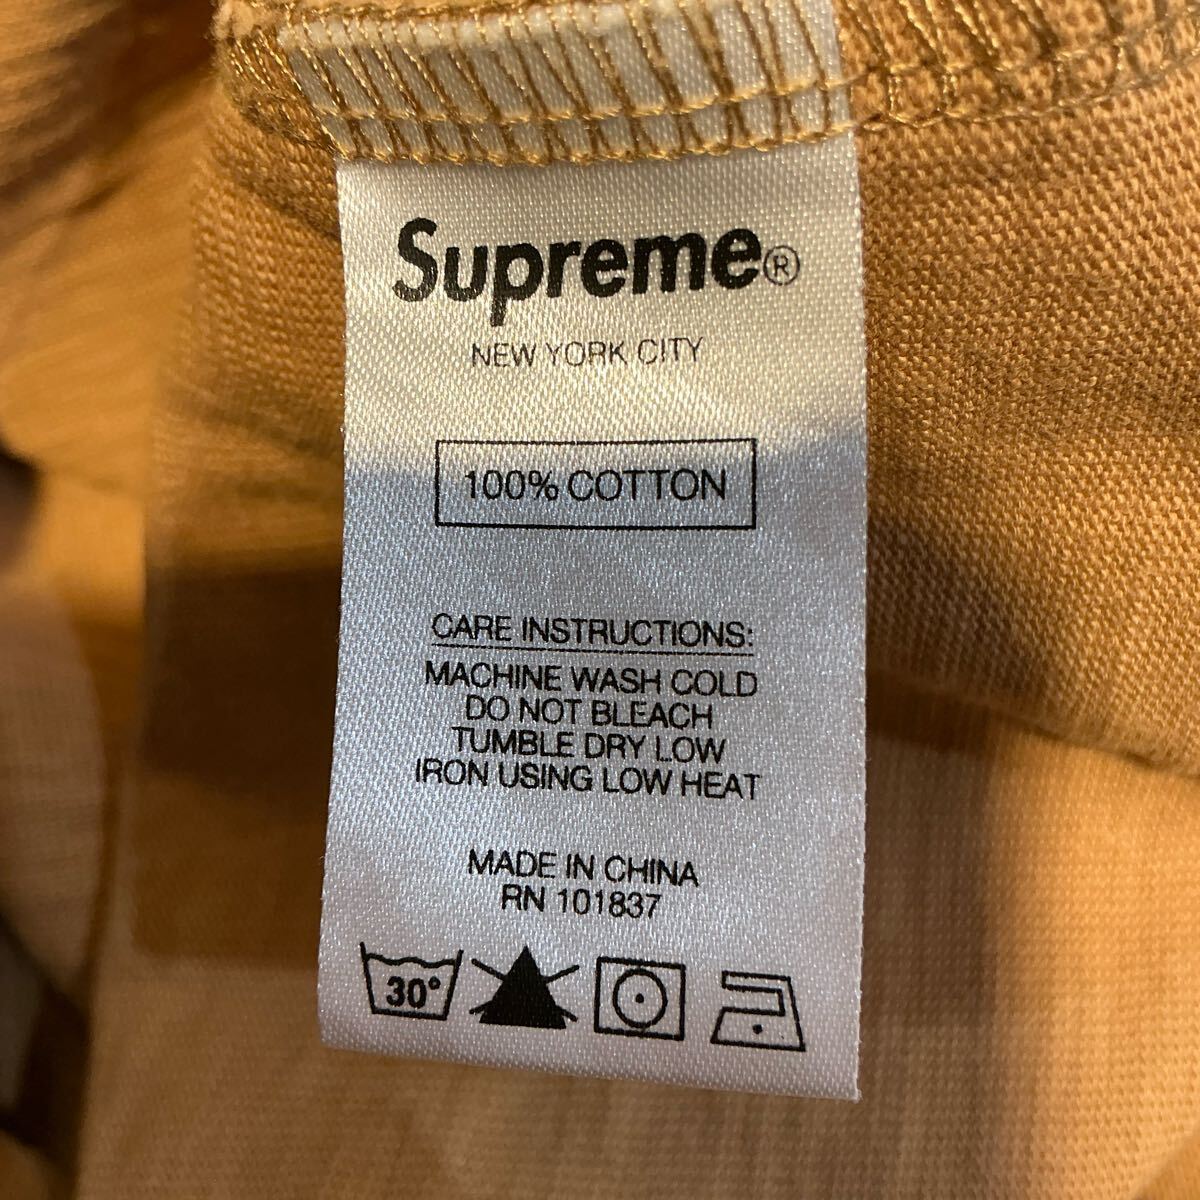 Supreme®
NEW YORK CITY
100% COTTON
CARE INSTRUCTIONS:
MACHINE WASH COLD
DO NOT BLEACH
TUMBLE DRY LOW
IRON USING LOW HEAT
MADE IN CHINA
RN 101837
30°